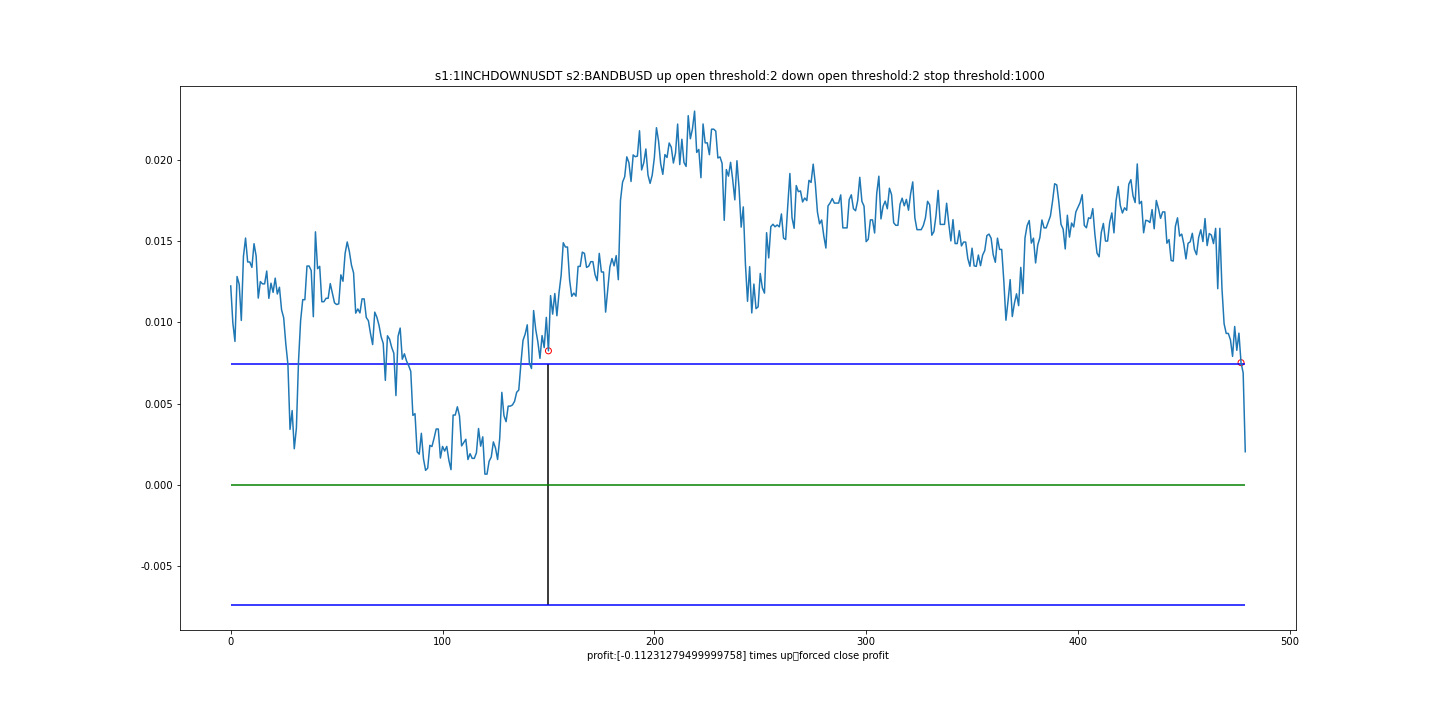 s1:1INCHDOWNUSDT s2:BANDBUSD up open threshold:2 down open threshold:2 stop threshold:1000
0.020
0.015
0.010
0.005
0.000
-0.005
0 100 200 300 400 500
profit:[-0.11231279499999758] times up▯forced close profit